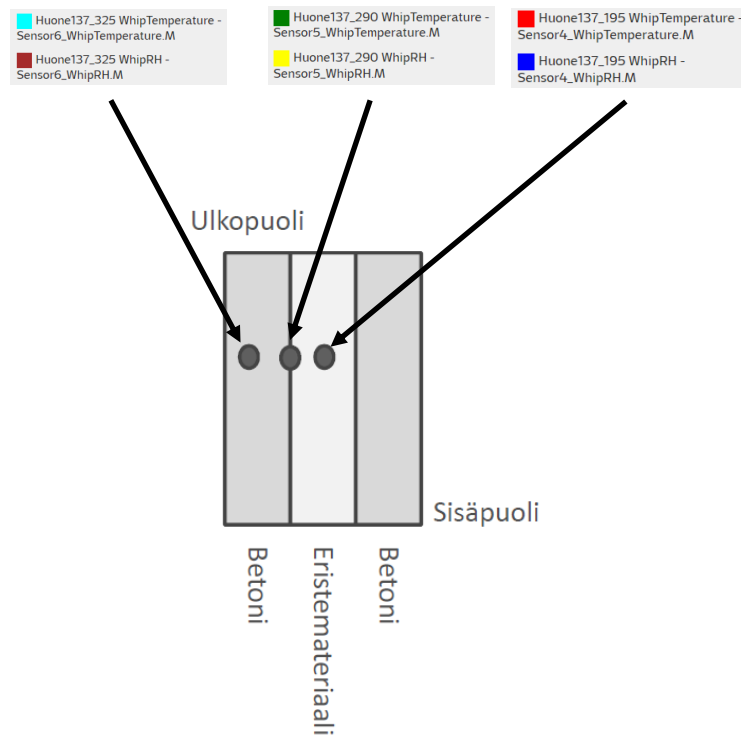 Huone137_325 WhipTemperature -
Sensor6_WhipTemperature.M
Huone137_325 WhipRH -
Sensor6_WhipRH.M
Huone137_290 WhipTemperature -
Sensor5_WhipTemperature.M
Huone137_290 WhipRH -
Sensor5_WhipRH.M
Huone137_195 WhipTemperature -
Sensor4_WhipTemperature.M
Huone137_195 WhipRH -
Sensor4_WhipRH.M
Ulkopuoli
Sisäpuoli
Betoni
Eristemateriaali
Betoni